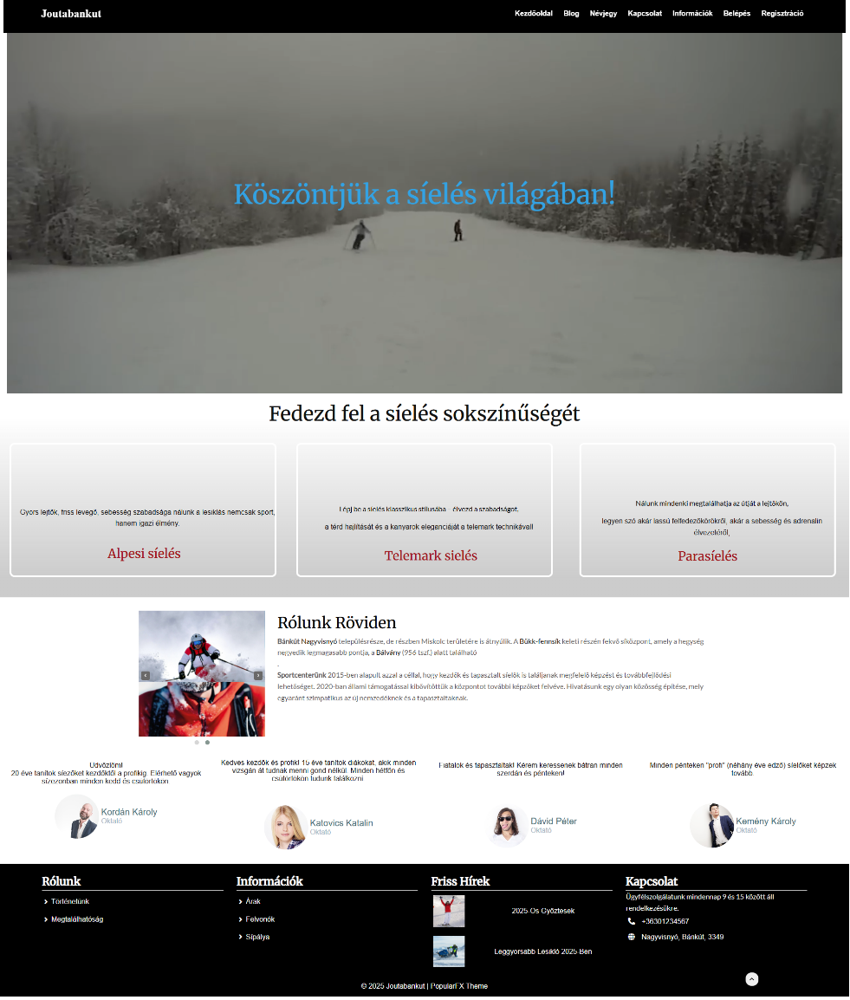 Joutabankut
Kezdőoldal Blog Névjegy Kapcsolat Információk Belépés Regisztráció
Köszöntjük a síelés világában!
Fedezd fel a síelés sokszínűségét
Gyors lejtők, friss levegő, sebesség szabadsága nálunk a lesiklás nemcsak sport,
hanem igazi élmény.
Alpesi síelés
Lépj be a síelés klasszikus stílusába – élvezd a szabadságot,
a térd hajlítását és a kanyarok eleganciáját a telemark technikával!
Telemark sielés
Nálunk mindenki megtalálhatja az útját a lejtőkön,
legyen szó akár lassú felfedezőkörökről, akár a sebesség és adrenalin
élvezetéről,
Parasíelés
Rólunk Röviden
Bánkút Nagyvisnyó településrésze, de részben Miskolc területére is átnyúlik. A Bükk-fennsík keleti részén fekvő síközpont, amely a hegység
negyedik legmagasabb pontja, a Bálvány (956 tszf.) alatt található
.
Sportcenterünk 2015-ben alapult azzal a céllal, hogy kezdők és tapasztalt síelők is találjanak megfelelő képzést és továbbfejlődési
lehetőséget. 2020-ban állami támogatással kibővítottük a központot további képzőket felvéve. Hivatásunk egy olyan közösség építése, mely
egyaránt szimpatikus az új nemzedéknek és a tapasztaltaknak.
Üdvözlöm!
20 éve tanítok síezőket kezdőktől a profikig. Elérhető vagyok
sízezonban minden kedd és csütörtökön.
Kordán Károly
Oktató
Kedves kezdők és profik! 15 éve tanítok diákokat, akik minden
vizsgán át tudnak menni gond nélkül. Minden hétfőn és
csütörtökön tudunk találkozni.
Katovics Katalin
Oktató
Fiatalok és tapasztaltak! Kérem keressenek bátran minden
szerdán és pénteken!
Dávid Péter
Oktató
Minden pénteken "profi" (néhány éve edző) síelőket képzek
tovább.
Kemény Károly
Oktató
Rólunk
Történetünk
Megtalálhatóság
Információk
Árak
Felvonók
Sípálya
Friss Hírek
2025-Ös Győztesek
Leggyorsabb Lesikló 2025-Ben
Kapcsolat
Ügyfélszolgálatunk mindennap 9 és 15 között áll
rendelkezésükre.
+36301234567
Nagyvisnyó, Bánkút, 3349
© 2025 Joutabankut | PopularFX Theme